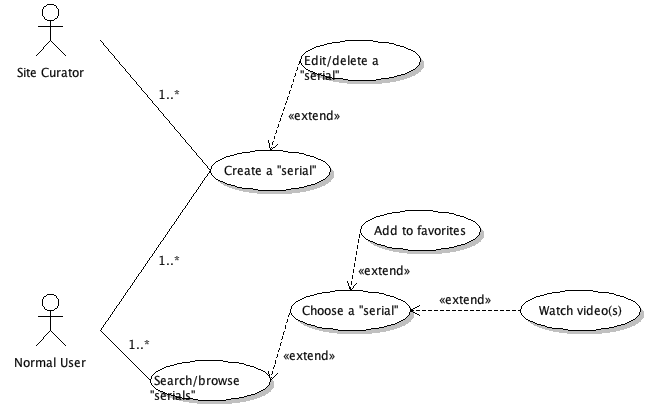 Site Curator
1..*
Edit/delete a
"serial"
«extend»
Create a "serial"
1..*
Add to favorites
«extend»
Choose a "serial"
«extend»
Watch video(s)
Normal User
1..*
«extend»
Search/browse
"serials"